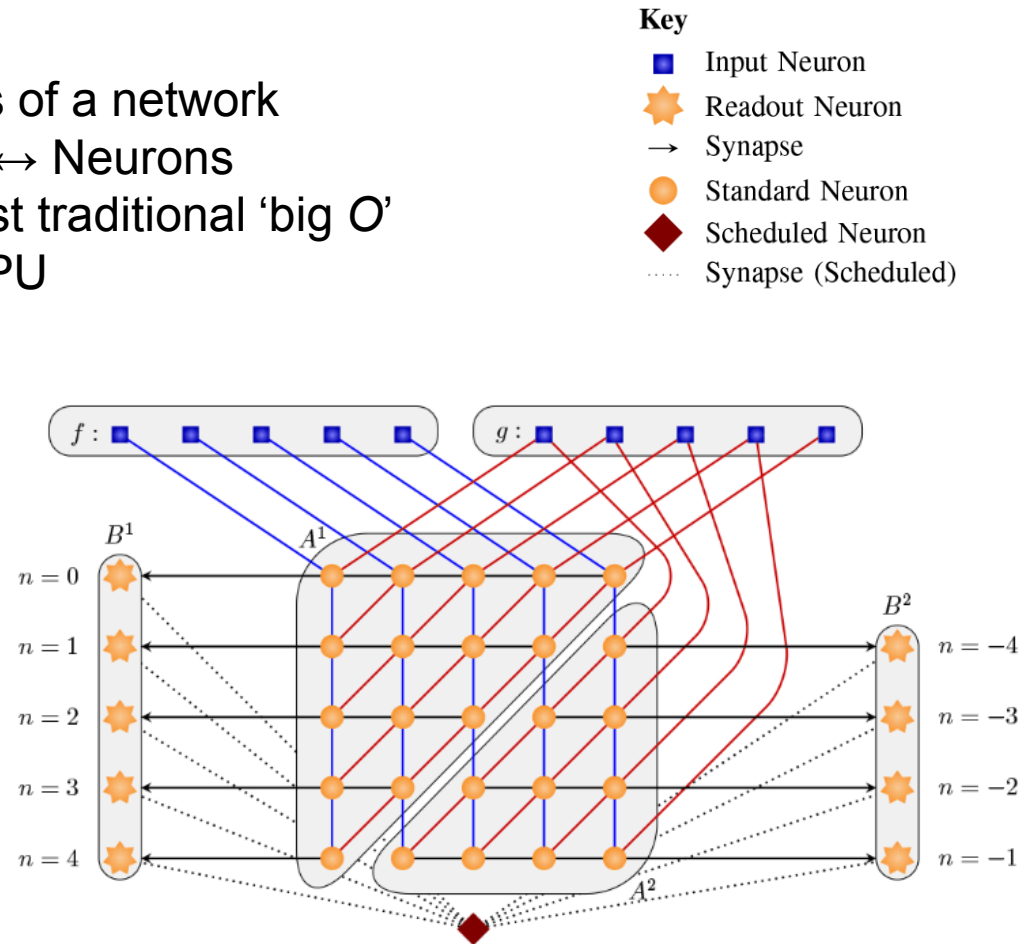 s of a network
↔ Neurons
st traditional ‘big O’
PU
Key
Input Neuron
Readout Neuron
Synapse
Standard Neuron
Scheduled Neuron
Synapse (Scheduled)
f :
g :
B¹
A¹
n = 0
n = 1
n = 2
n = 3
n = 4
B²
n = −4
n = −3
n = −2
n = −1
A²